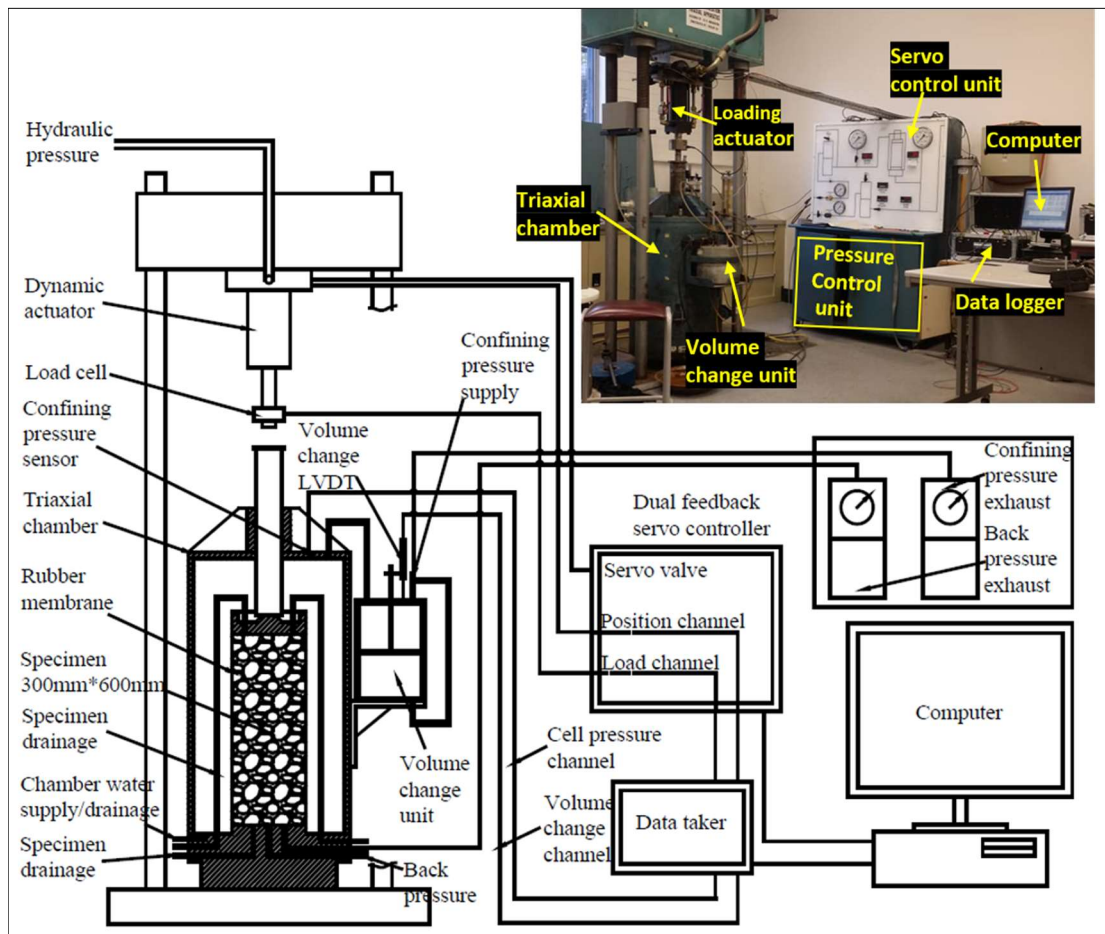 Hydraulic
pressure
Dynamic
actuator
Load cell
Confining
pressure
sensor
Triaxial
chamber
Rubber
membrane
Specimen
300mm*600mm
Specimen
drainage
Chamber water
supply/drainage
Specimen
drainage
Volume
change
LVDT
Confining
pressure
supply
Volume
change
unit
Back
pressure
Cell pressure
channel
Volume
change
channel
Dual feedback
servo controller
Servo valve
Position channel
Load channel
Data taker
Confining
pressure
exhaust
Back
pressure
exhaust
Computer
Loading
actuator
Servo
control unit
Computer
Triaxial
chamber
Pressure
Control
unit
Data logger
Volume
change unit